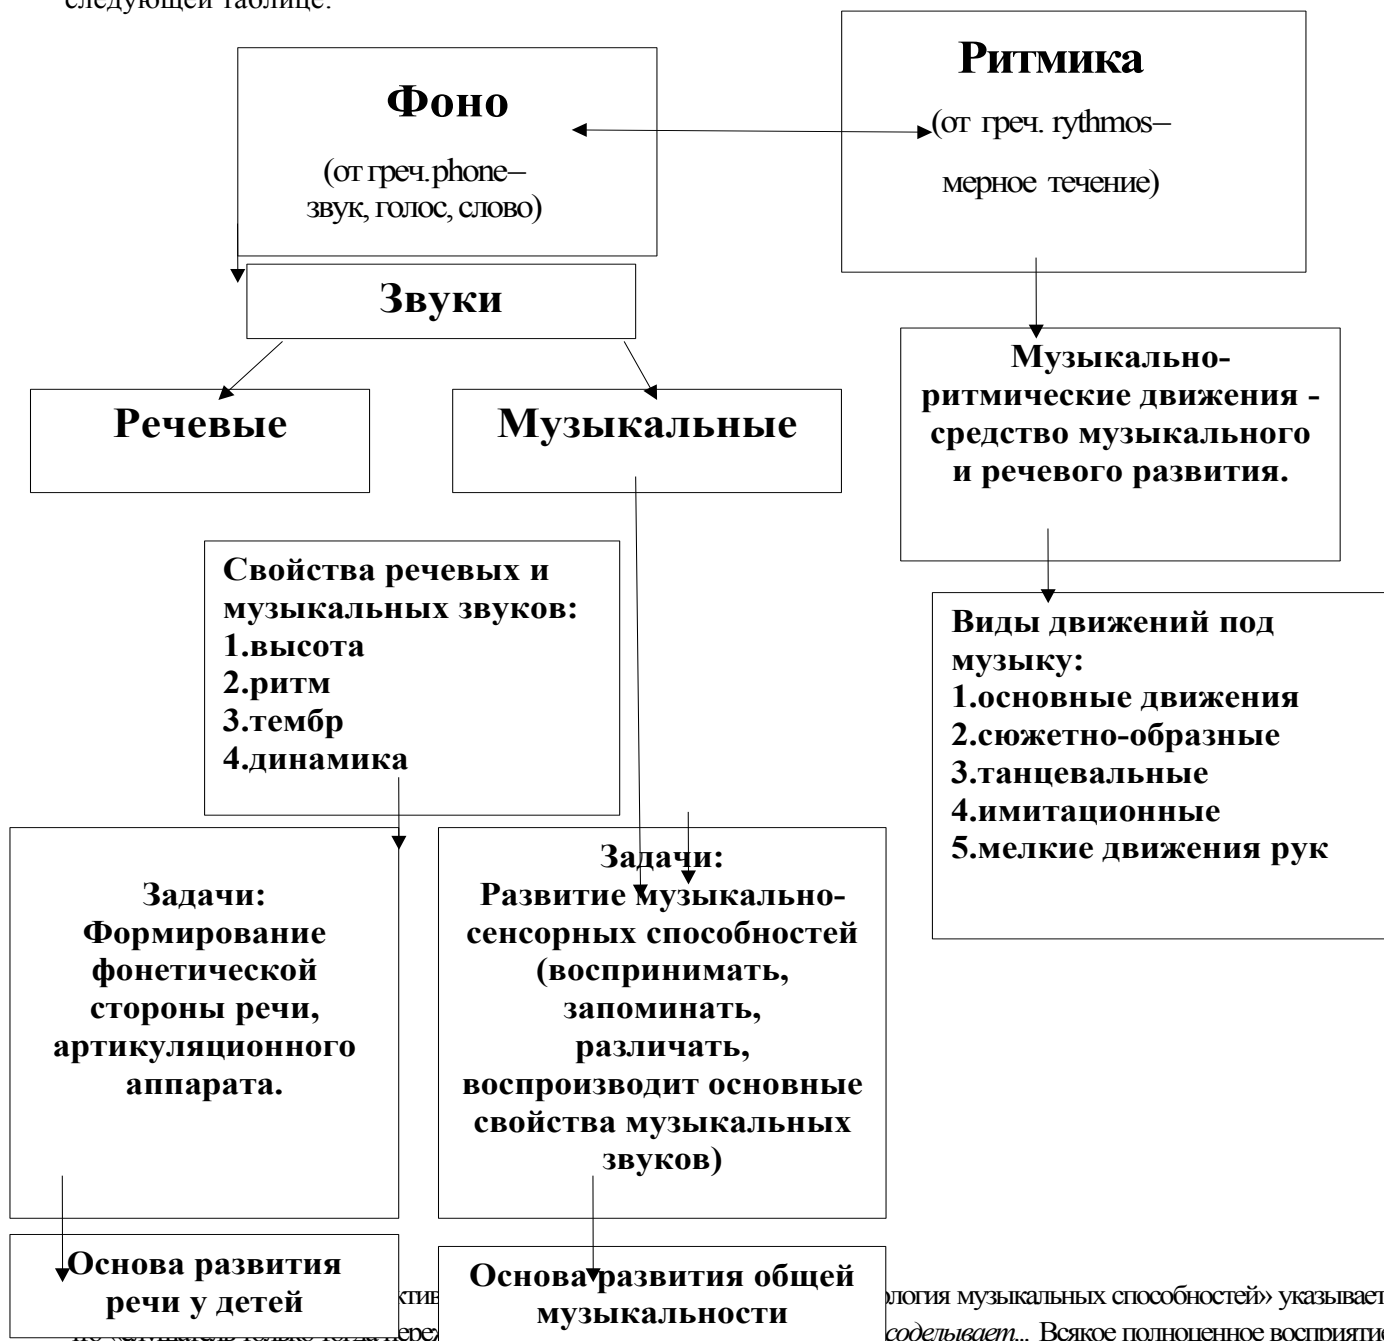 следующей таблице:
Фоно
(от греч. phone–
звук, голос, слово)
Ритмика
(от греч. rythmos–
мерное течение)
Звуки
Речевые
Музыкальные
Музыкально-
ритмические движения -
средство музыкального
и речевого развития.
Свойства речевых и
музыкальных звуков:
1.высота
2.ритм
3.тембр
4.динамика
Виды движений под
музыку:
1.основные движения
2.сюжетно-образные
3.танцевальные
4.имитационные
5.мелкие движения рук
Задачи:
Формирование
фонетической
стороны речи,
артикуляционного
аппарата.
Задачи:
Развитие музыкально-
сенсорных способностей
(воспринимать,
запоминать,
различать,
воспроизводит основные
свойства музыкальных
звуков)
Основа развития
речи у детей
Основа развития общей
музыкальности
музыкальных способностей» указывает
только тогда
соделывает... Всякое полноценное восприятие